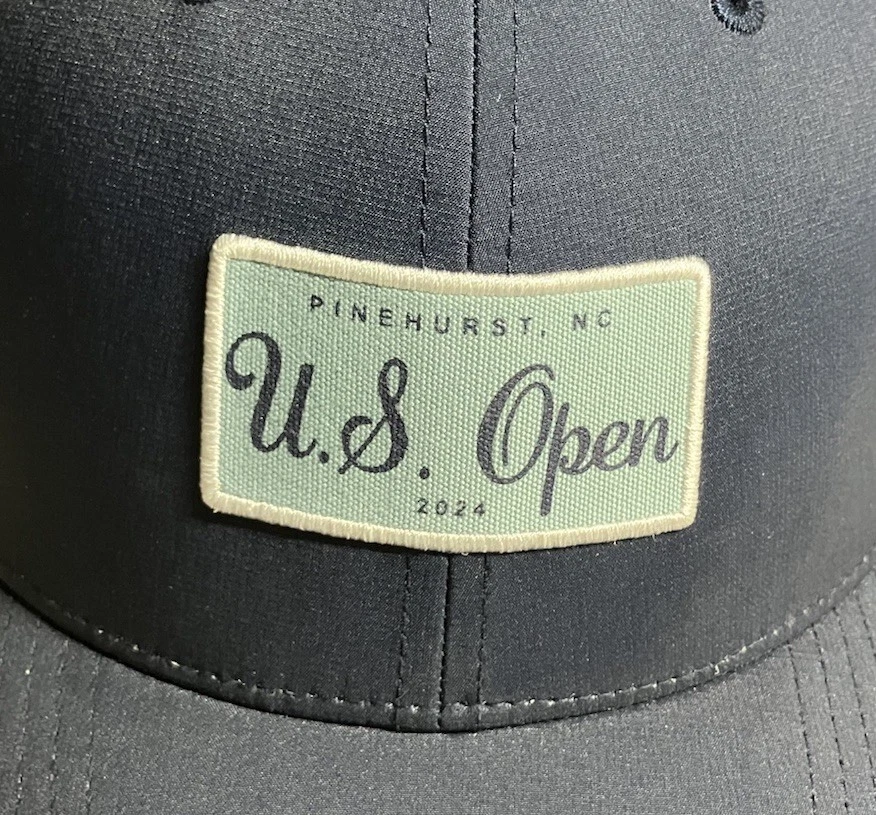 PINEHURST, NC
U.S. Open
2024